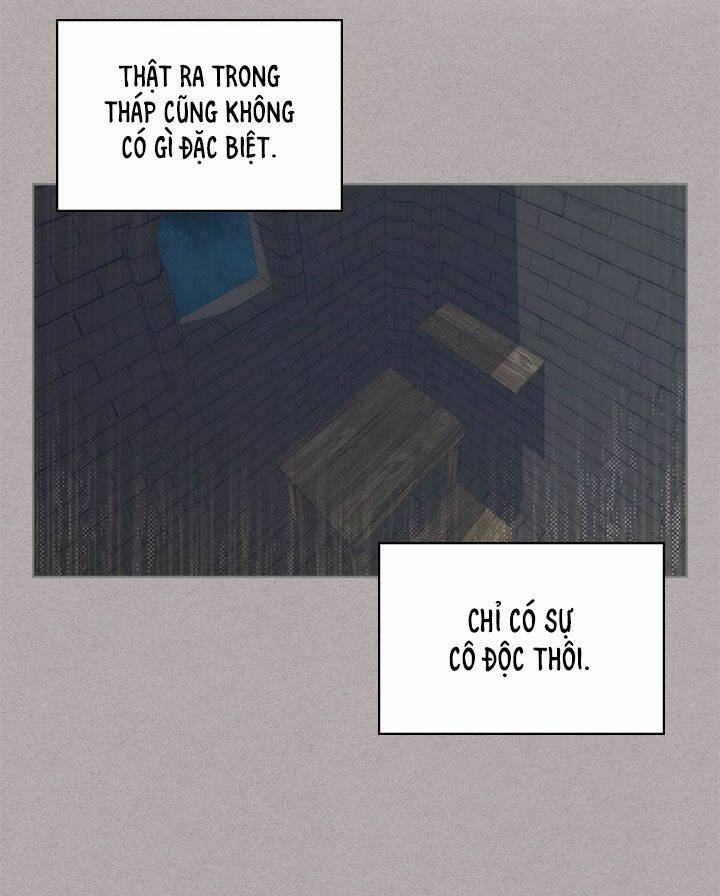 THẬT RA TRONG
THÁP CŨNG KHÔNG
CÓ GÌ ĐẶC BIỆT.
CHỈ CÓ SỰ
CÔ ĐỘC THÔI.